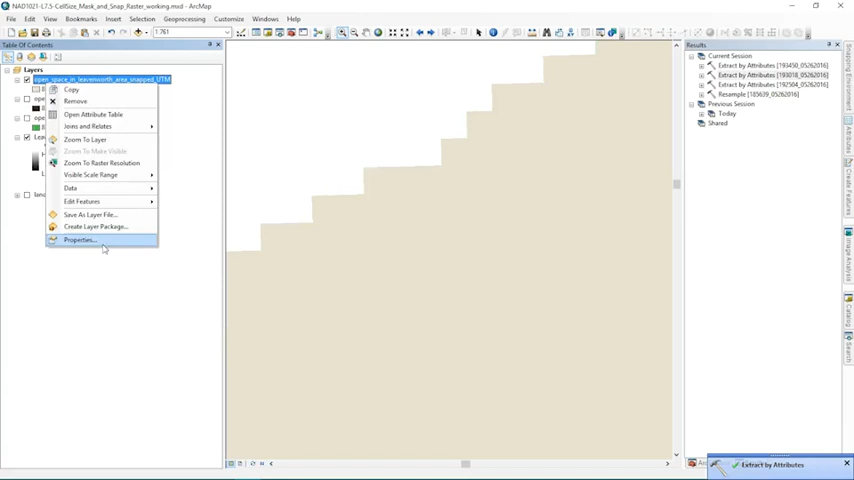 NAD1021-L7.5-CellSize_Mask_and_Snap_Raster_working.mxd - ArcMap
File Edit View Bookmarks Insert Selection Geoprocessing Customize Windows Help
1:761
Table Of Contents
Layers
open_space_in_leavenworth_area_snapped_UTM
ope
ope
Lea
H
L
land
Copy
Remove
Open Attribute Table
Joins and Relates
Zoom To Layer
Zoom To Make Visible
Zoom To Raster Resolution
Visible Scale Range
Data
Edit Features
Save As Layer File...
Create Layer Package...
Properties...
Results
Current Session
Extract by Attributes [193450_05262016]
Extract by Attributes [193018_05262016]
Extract by Attributes [192504_05262016]
Resample [185639_05262016]
Previous Session
Today
Shared
Snapping Environment
Attributes
Create Features
Image Analysis
Catalog
Search
Extract by Attributes